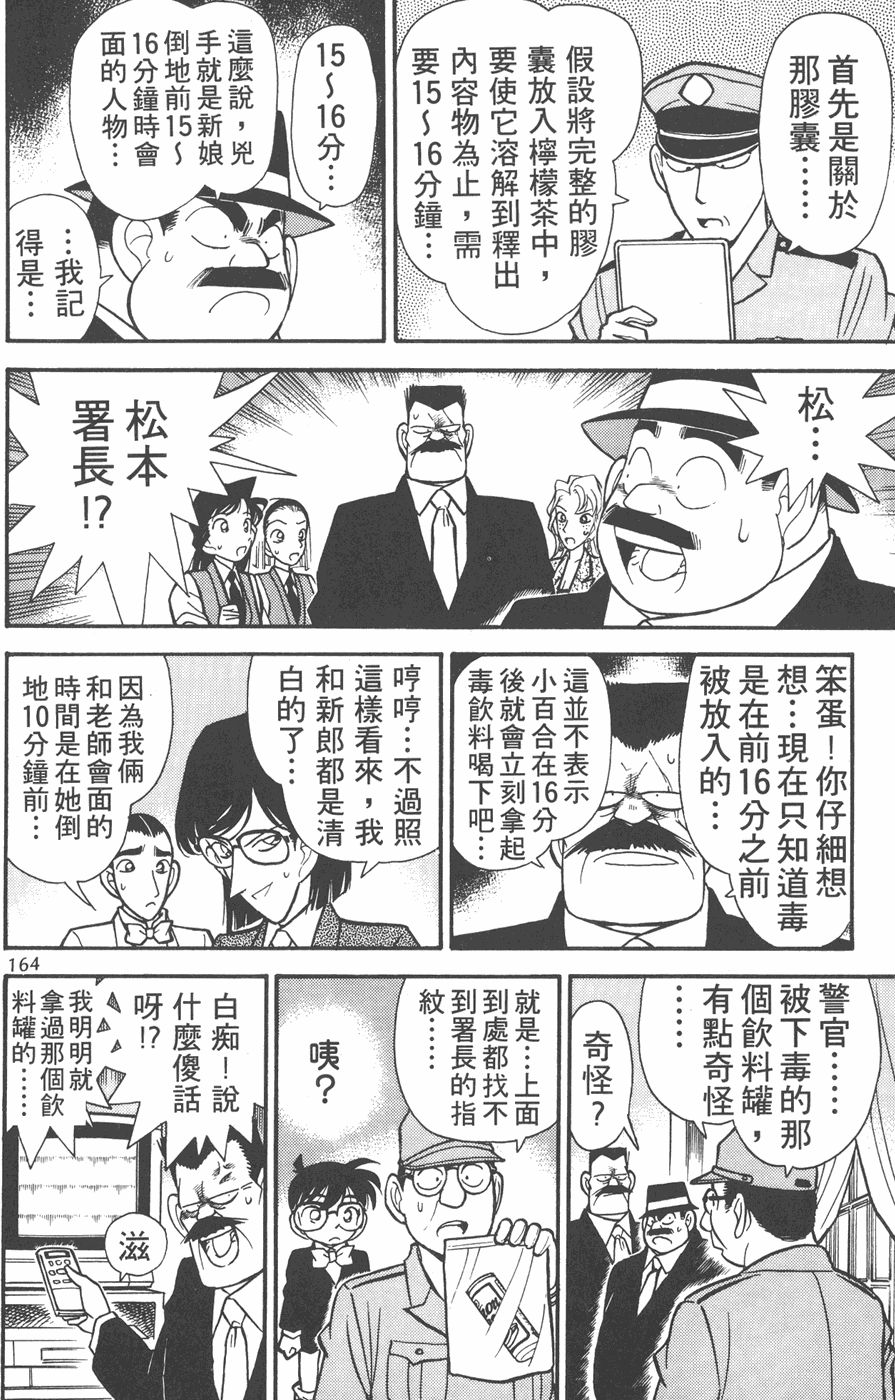 首先是關於
那膠囊……
假設將完整的膠
囊放入檸檬茶中，
要使它溶解到釋出
內容物為止，需
要15～16分鐘…
15～16分…
這麼說，兇
手就是新娘
倒地前15～
16分鐘時會
面的人物…
…我記
得是…
松…
松本
署長!?
笨蛋！你仔細想
想…現在只知道毒
是在前16分之前
被放入的…
這並不表示
小百合在16分
後就會立刻拿起
毒飲料喝下吧…
哼哼…不過照
這樣看來，我
和新郎都是清
白的了…
因為我倆
和老師會面的
時間是在她倒
地10分鐘前…
164
警官……
被下毒的那
個飲料罐，
有點奇怪
……
奇怪？
就是…上面
到處都找不
到署長的指
紋……
咦？
白痴！說
什麼傻話
呀!?
我明明就
拿過那個飲
料罐的……
滋